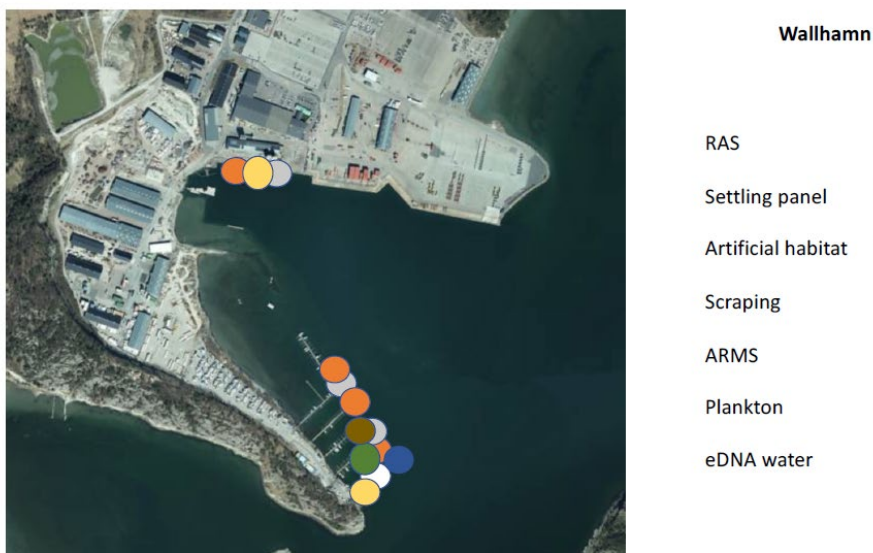 Wallhamn
RAS
Settling panel
Artificial habitat
Scraping
ARMS
Plankton
eDNA water